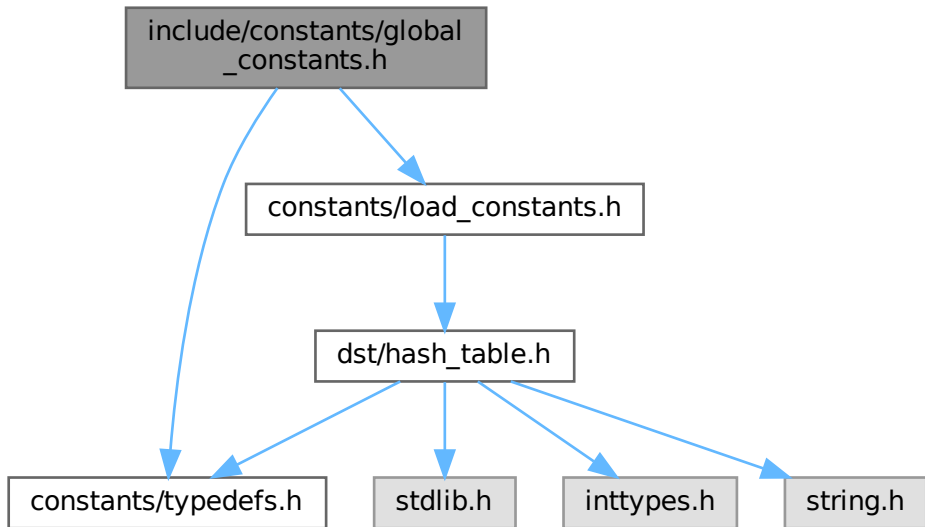 include/constants/global
_constants.h
constants/load_constants.h
dst/hash_table.h
constants/typedefs.h
stdlib.h
inttypes.h
string.h